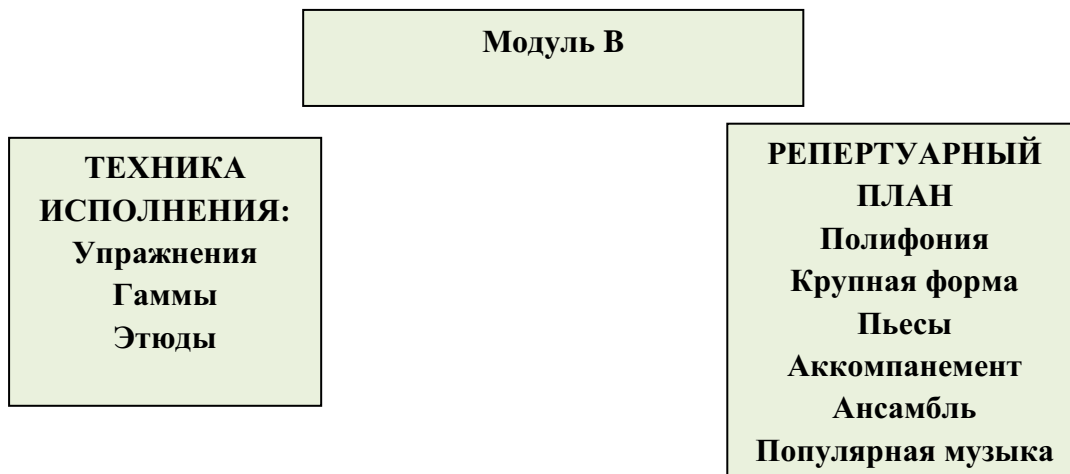 Модуль В
ТЕХНИКА
ИСПОЛНЕНИЯ:
Упражнения
Гаммы
Этюды
РЕПЕРТУАРНЫЙ
ПЛАН
Полифония
Крупная форма
Пьесы
Аккомпанемент
Ансамбль
Популярная музыка